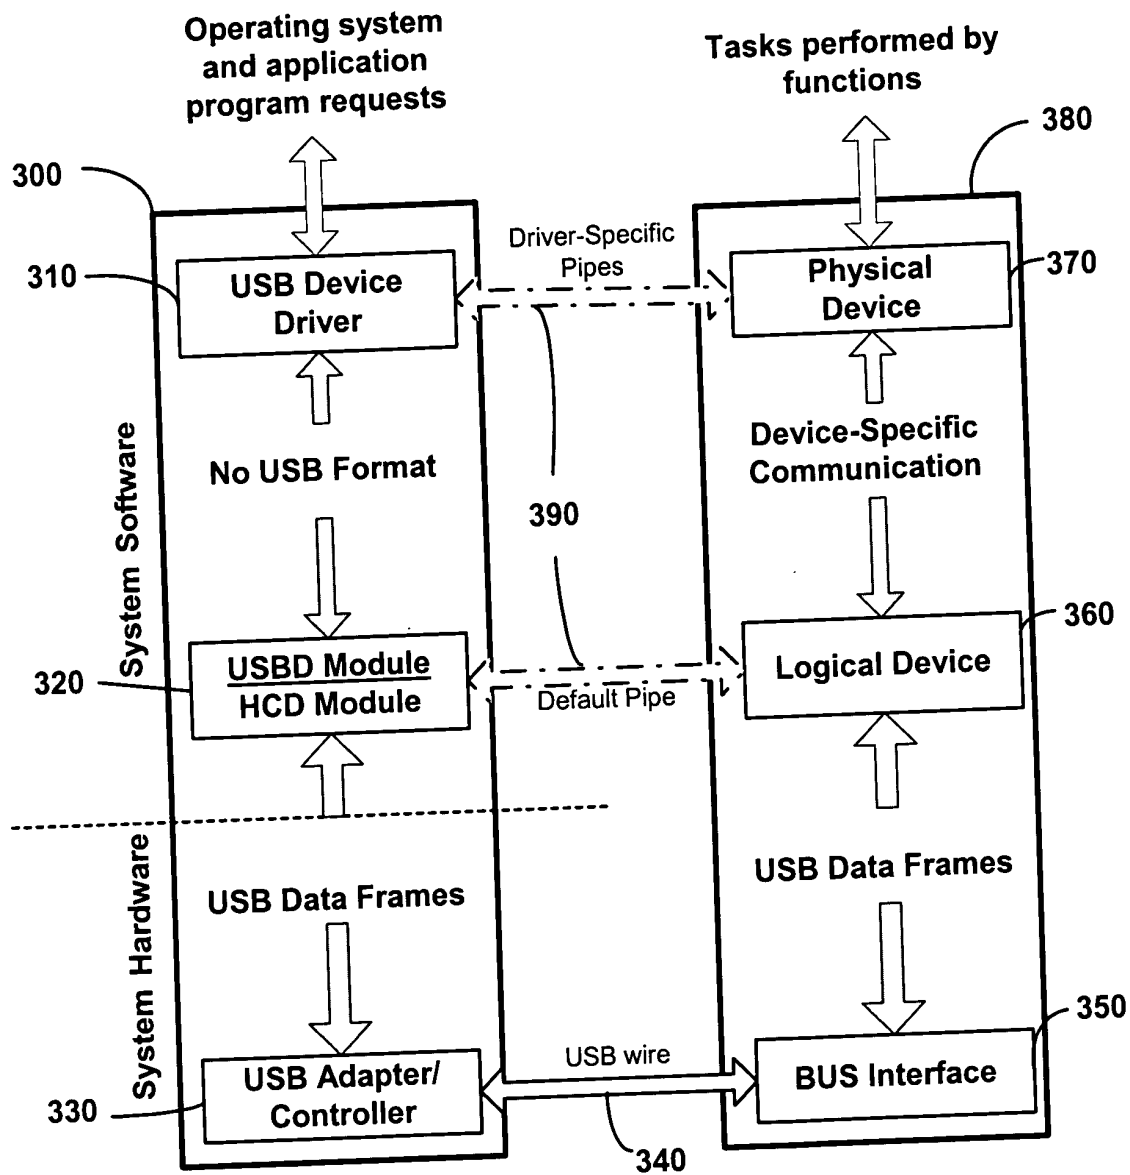 Operating system
and application
program requests
Tasks performed by
functions
380
300
Driver-Specific
Pipes
310
USB Device
Driver
Physical
Device
370
No USB Format
Device-Specific
Communication
390
System Software
360
320
USBD Module
HCD Module
Default Pipe
Logical Device
System Hardware
USB Data Frames
USB Data Frames
350
USB wire
330
USB Adapter/
Controller
BUS Interface
340